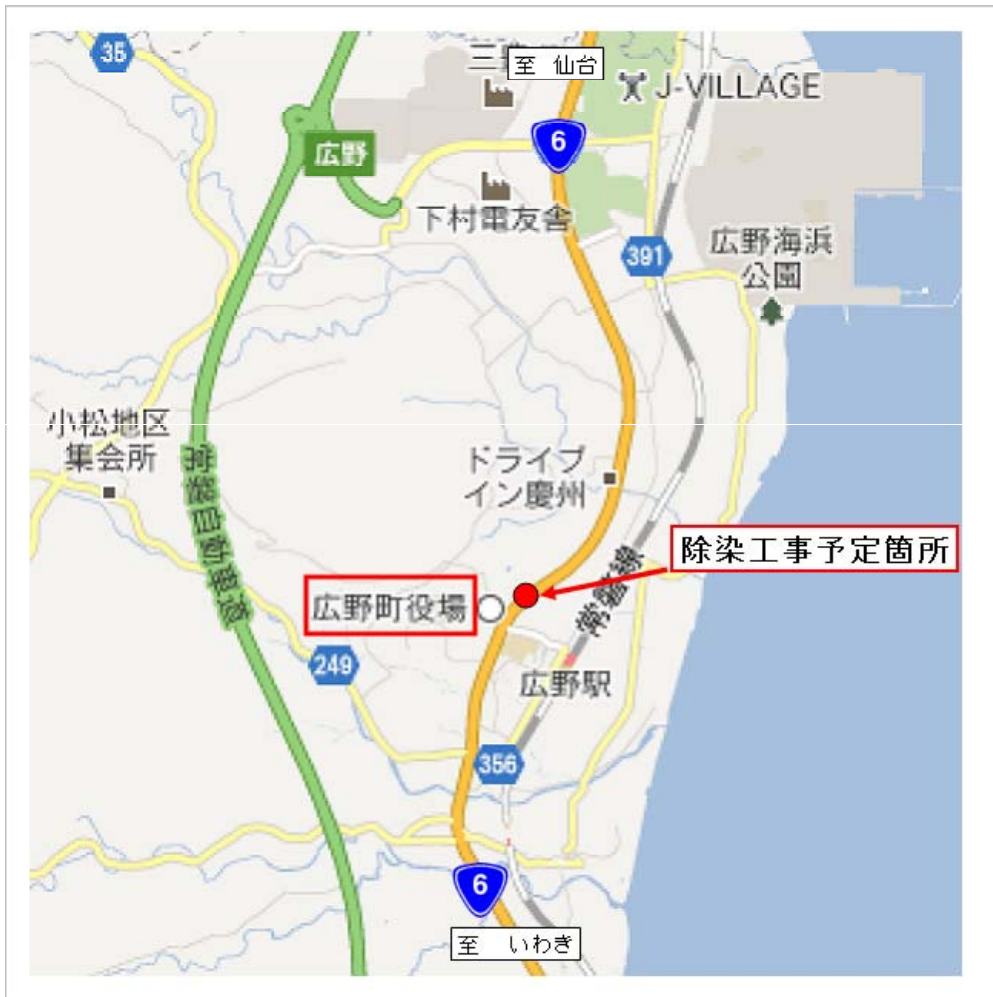 35
至 仙台
J-VILLAGE
6
広野
下村電友舎
391
広野海浜
公園
小松地区
集会所
常磐自動車道
ドライブ
イン慶州
除染工事予定箇所
常磐線
広野町役場
249
広野駅
356
6
至 いわき